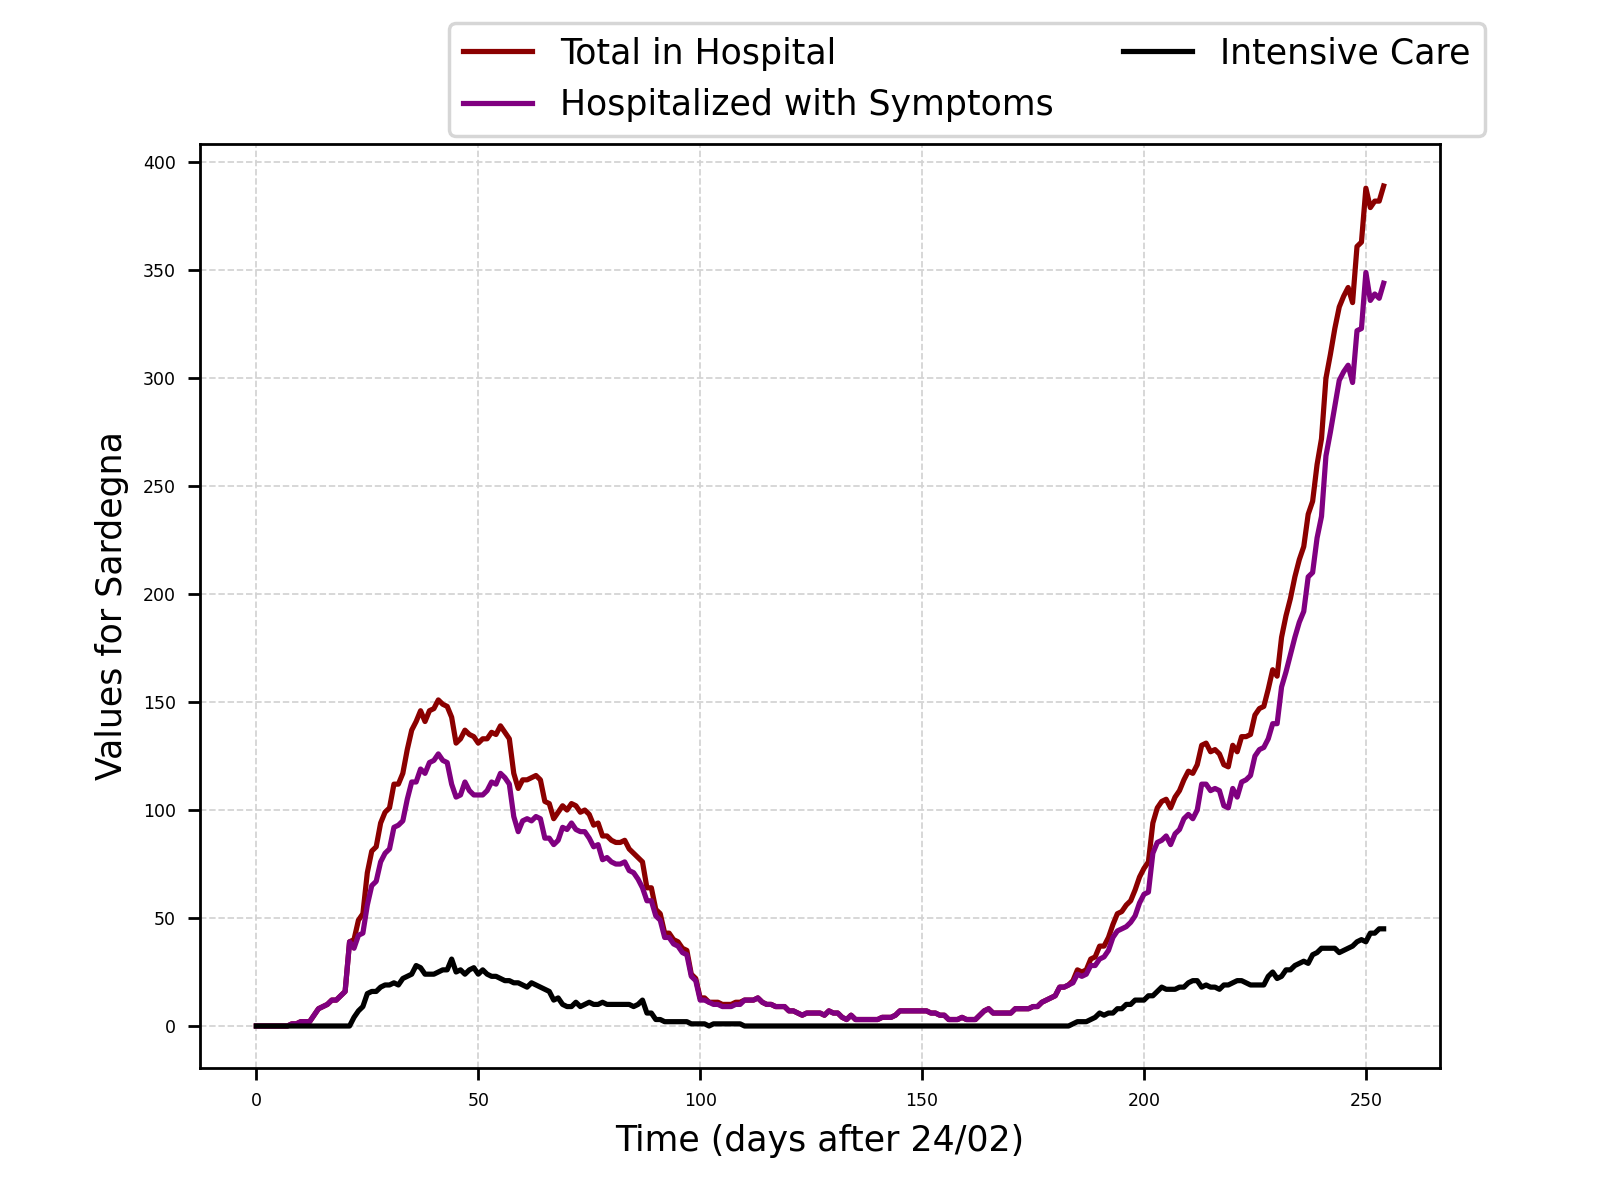 Total in Hospital
Hospitalized with Symptoms
Intensive Care
400
350
300
250
200
150
100
50
0
Values for Sardegna
0 50 100 150 200 250
Time (days after 24/02)